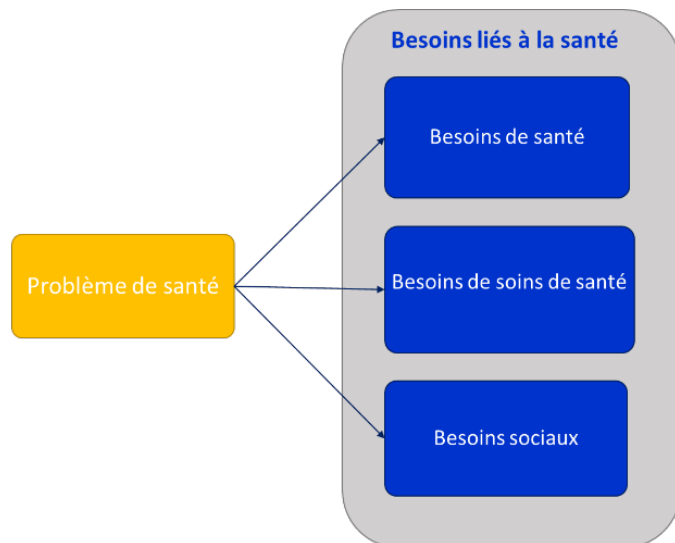 Besoins liés à la santé
Besoins de santé
Problème de santé
Besoins de soins de santé
Besoins sociaux